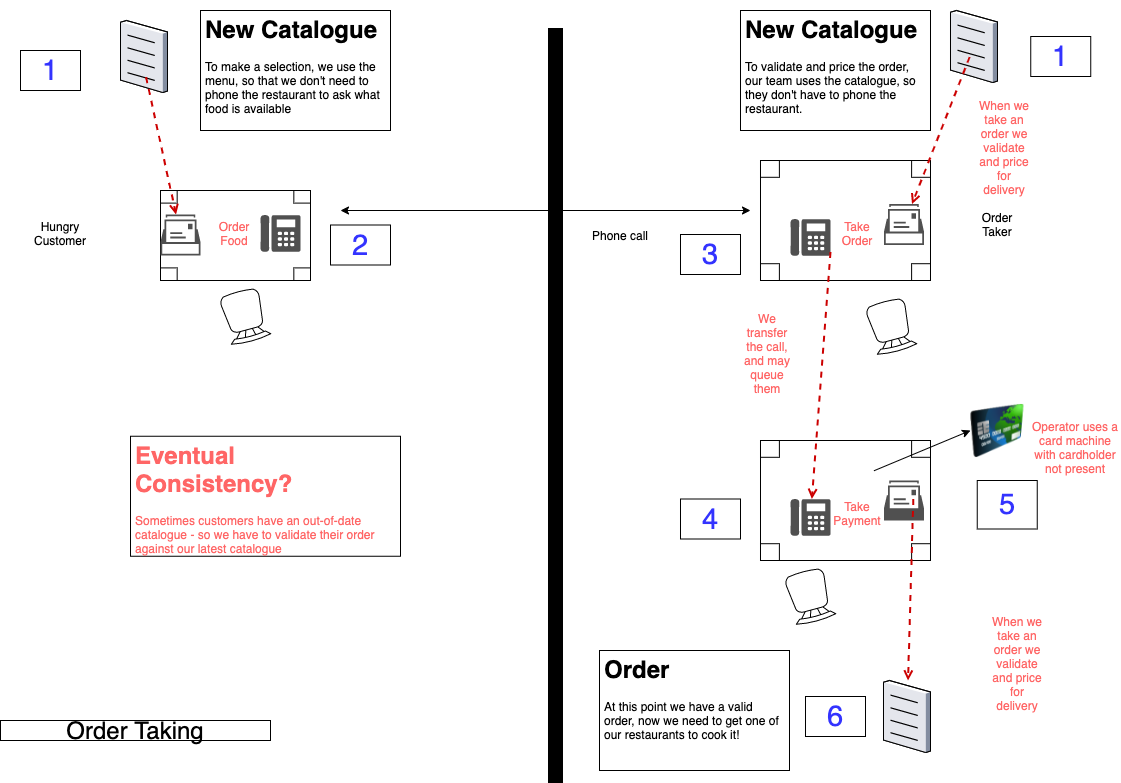 New Catalogue
To make a selection, we use the
menu, so that we don't need to
phone the restaurant to ask what
food is available
1
Hungry
Customer
Order
Food
2
Eventual
Consistency?
Sometimes customers have an out-of-date
catalogue - so we have to validate their order
against our latest catalogue
Order Taking
Phone call
New Catalogue
To validate and price the order,
our team uses the catalogue, so
they don't have to phone the
restaurant.
1
When we
take an
order we
validate
and price
for
delivery
Order
Taker
Take
Order
3
We
transfer
the call,
and may
queue
them
Operator uses a
card machine
with cardholder
not present
4
Take
Payment
5
When we
take an
order we
validate
and price
for
delivery
Order
At this point we have a valid
order, now we need to get one of
our restaurants to cook it!
6